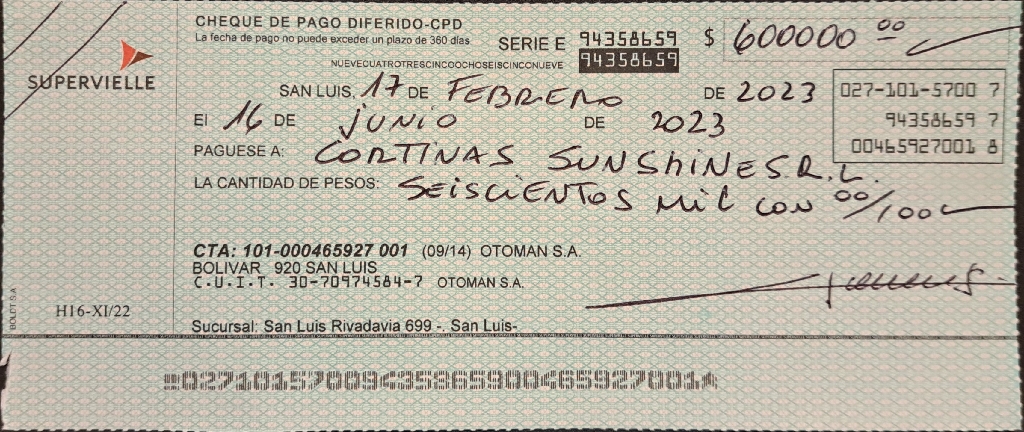 CHEQUE DE PAGO DIFERIDO-CPD
La fecha de pago no puede exceder un plazo de 360 días
SERIE E 94358659 $ 600000 00
NUEVECUATROTRESCINCOOCHOSEISCINCONUEVE 94358659
SUPERVIELLE
SAN LUIS, 17 DE FEBRERO DE 2023
El 16 DE JUNIO DE 2023
027-101-5700 7
94358659 7
00465927001 8
PAGUESE A: CORTINAS SUNSHINE S.R.L.
LA CANTIDAD DE PESOS: SEISCIENTOS MIL CON 00/100
CTA: 101-000465927 001 (09/14) OTOMAN S.A.
BOLIVAR 920 SAN LUIS
C.U.I.T. 30-70974584-7 OTOMAN S.A.
H16-XI/22
BOLDT S.A.
Sucursal: San Luis Rivadavia 699 -. San Luis-
02710157009435865900465927001